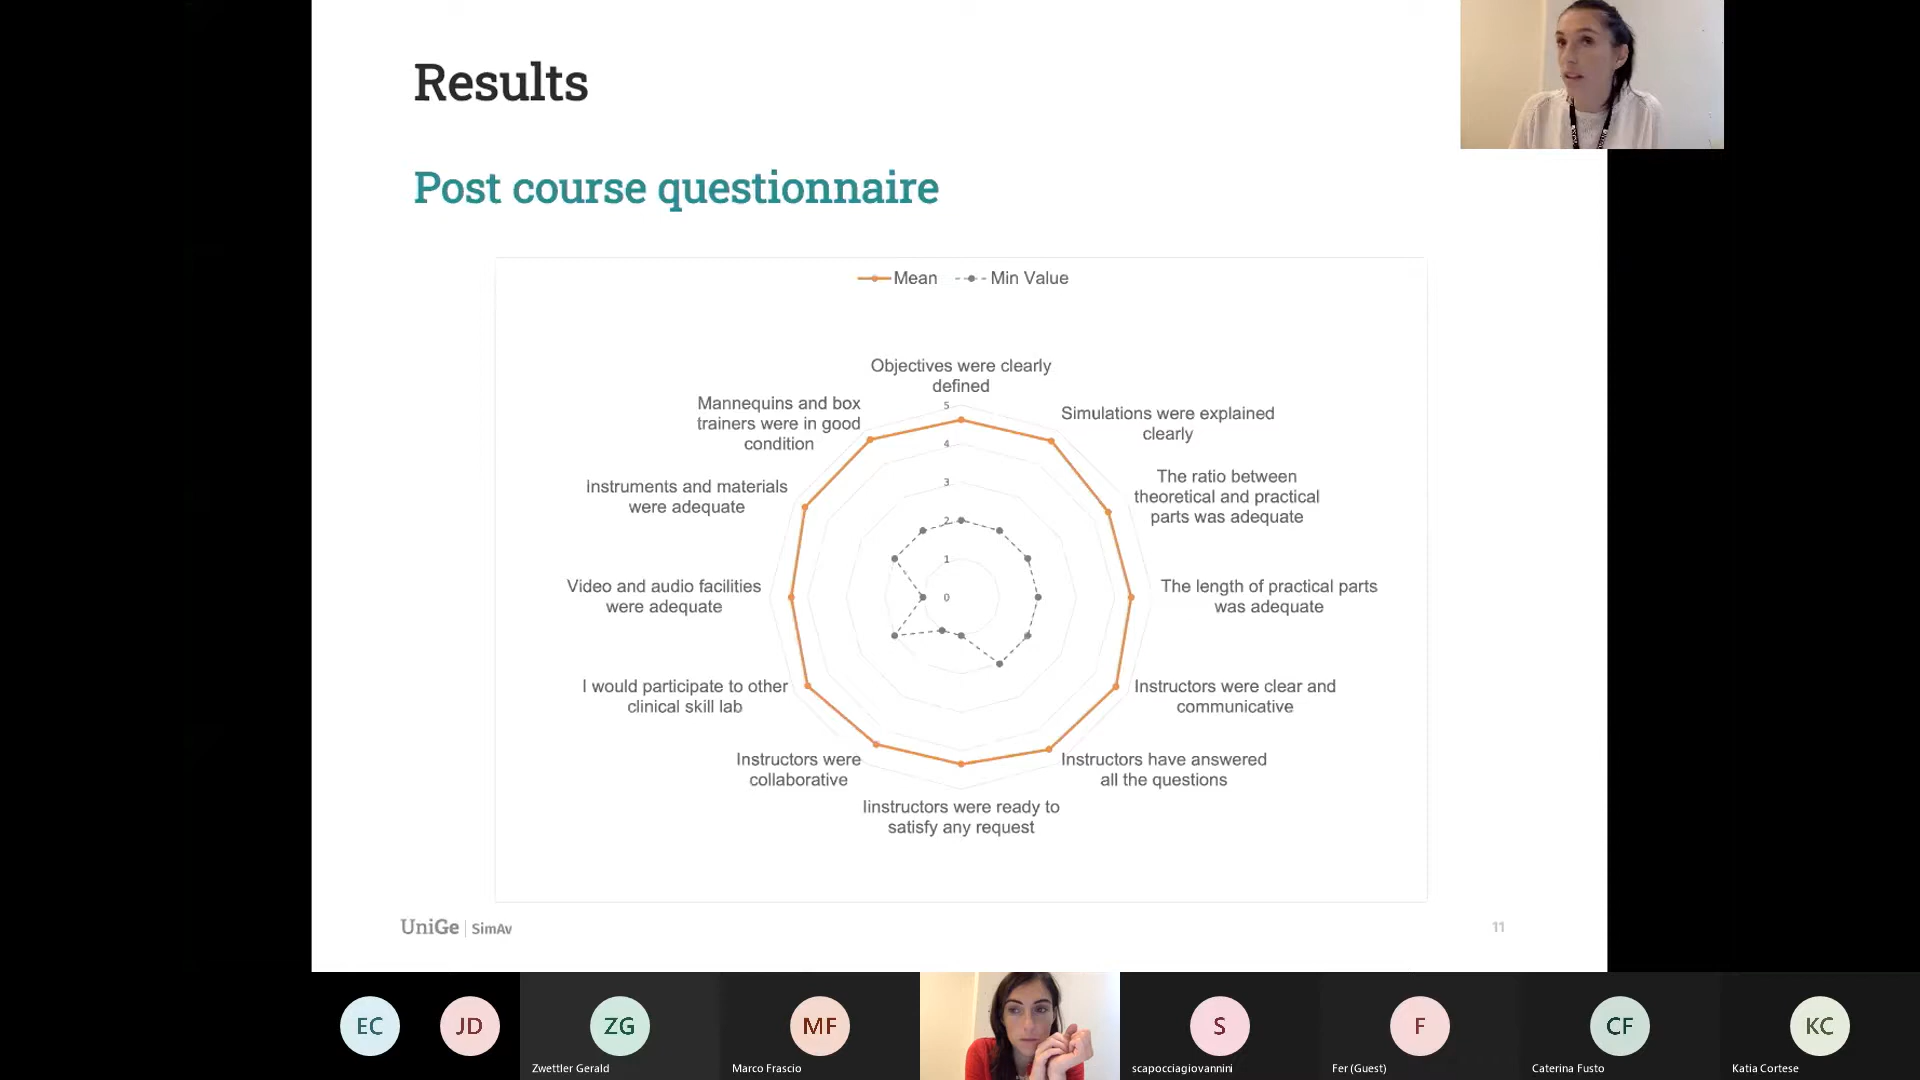 Results
Post course questionnaire
Mean
Min Value
Objectives were clearly
defined
Simulations were explained
clearly
The ratio between
theoretical and practical
parts was adequate
The length of practical parts
was adequate
Instructors were clear and
communicative
Instructors have answered
all the questions
Iinstructors were ready to
satisfy any request
Instructors were
collaborative
I would participate to other
clinical skill lab
Video and audio facilities
were adequate
Instruments and materials
were adequate
Mannequins and box
trainers were in good
condition
5
4
3
2
1
0
UniGe | SimAv
11
EC
JD
ZG
Zwettler Gerald
MF
Marco Frascio
S
scapocciagiovannini
F
Fer (Guest)
CF
Caterina Fusto
KC
Katia Cortese